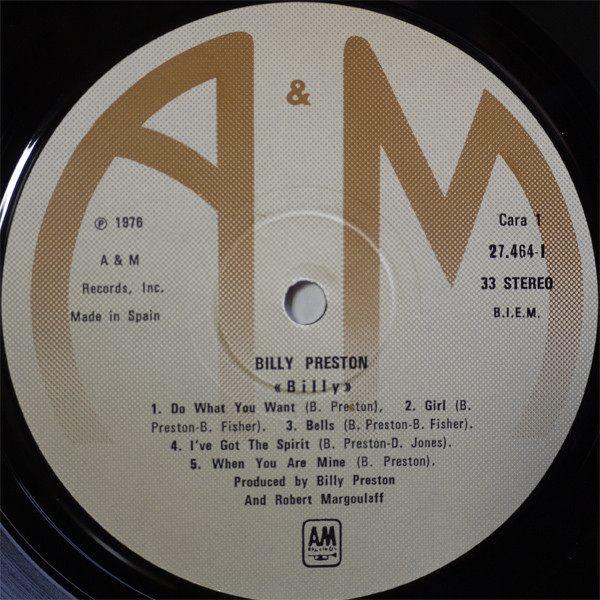 A & M
℗ 1976
A & M
Records, Inc.
Made in Spain
Cara 1
27.464-I
33 STEREO
B.I.E.M.
BILLY PRESTON
«Billy»
1. Do What You Want (B. Preston), 2. Girl (B.
Preston-B. Fisher). 3. Bells (B. Preston-B. Fisher).
4. I've Got The Spirit (B. Preston-D. Jones).
5. When You Are Mine (B. Preston).
Produced by Billy Preston
And Robert Margoulaff
AM